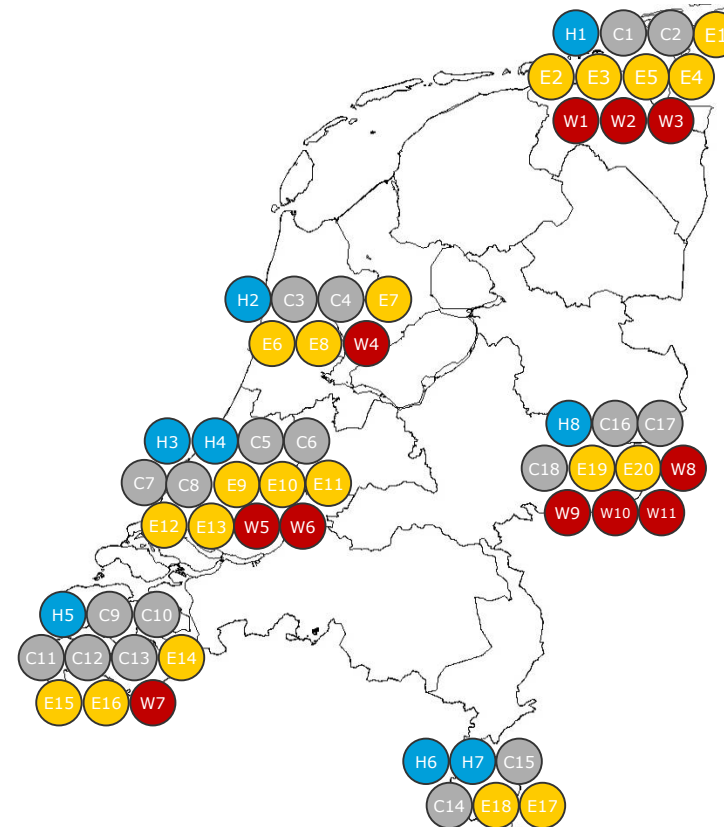 H1 C1 C2 E1
E2 E3 E5 E4
W1 W2 W3
H2 C3 C4 E7
E6 E8 W4
H3 H4 C5 C6
C7 C8 E9 E10 E11
E12 E13 W5 W6
H8 C16 C17
C18 E19 E20 W8
W9 W10 W11
H5 C9 C10
C11 C12 C13 E14
E15 E16 W7
H6 H7 C15
C14 E18 E17